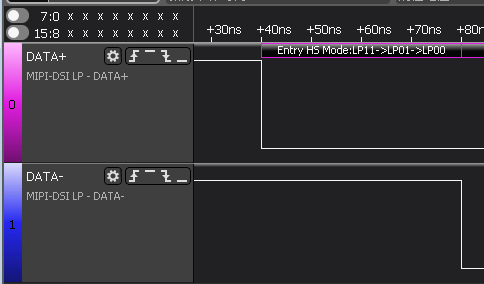 7:0 X X X X X X X X
15:8 X X X X X X X X
+30ns +40ns +50ns +60ns +70ns +80n
Entry HS Mode:LP11->LP01->LP00
DATA+
MIPI-DSI LP - DATA+
0
DATA-
MIPI-DSI LP - DATA-
1